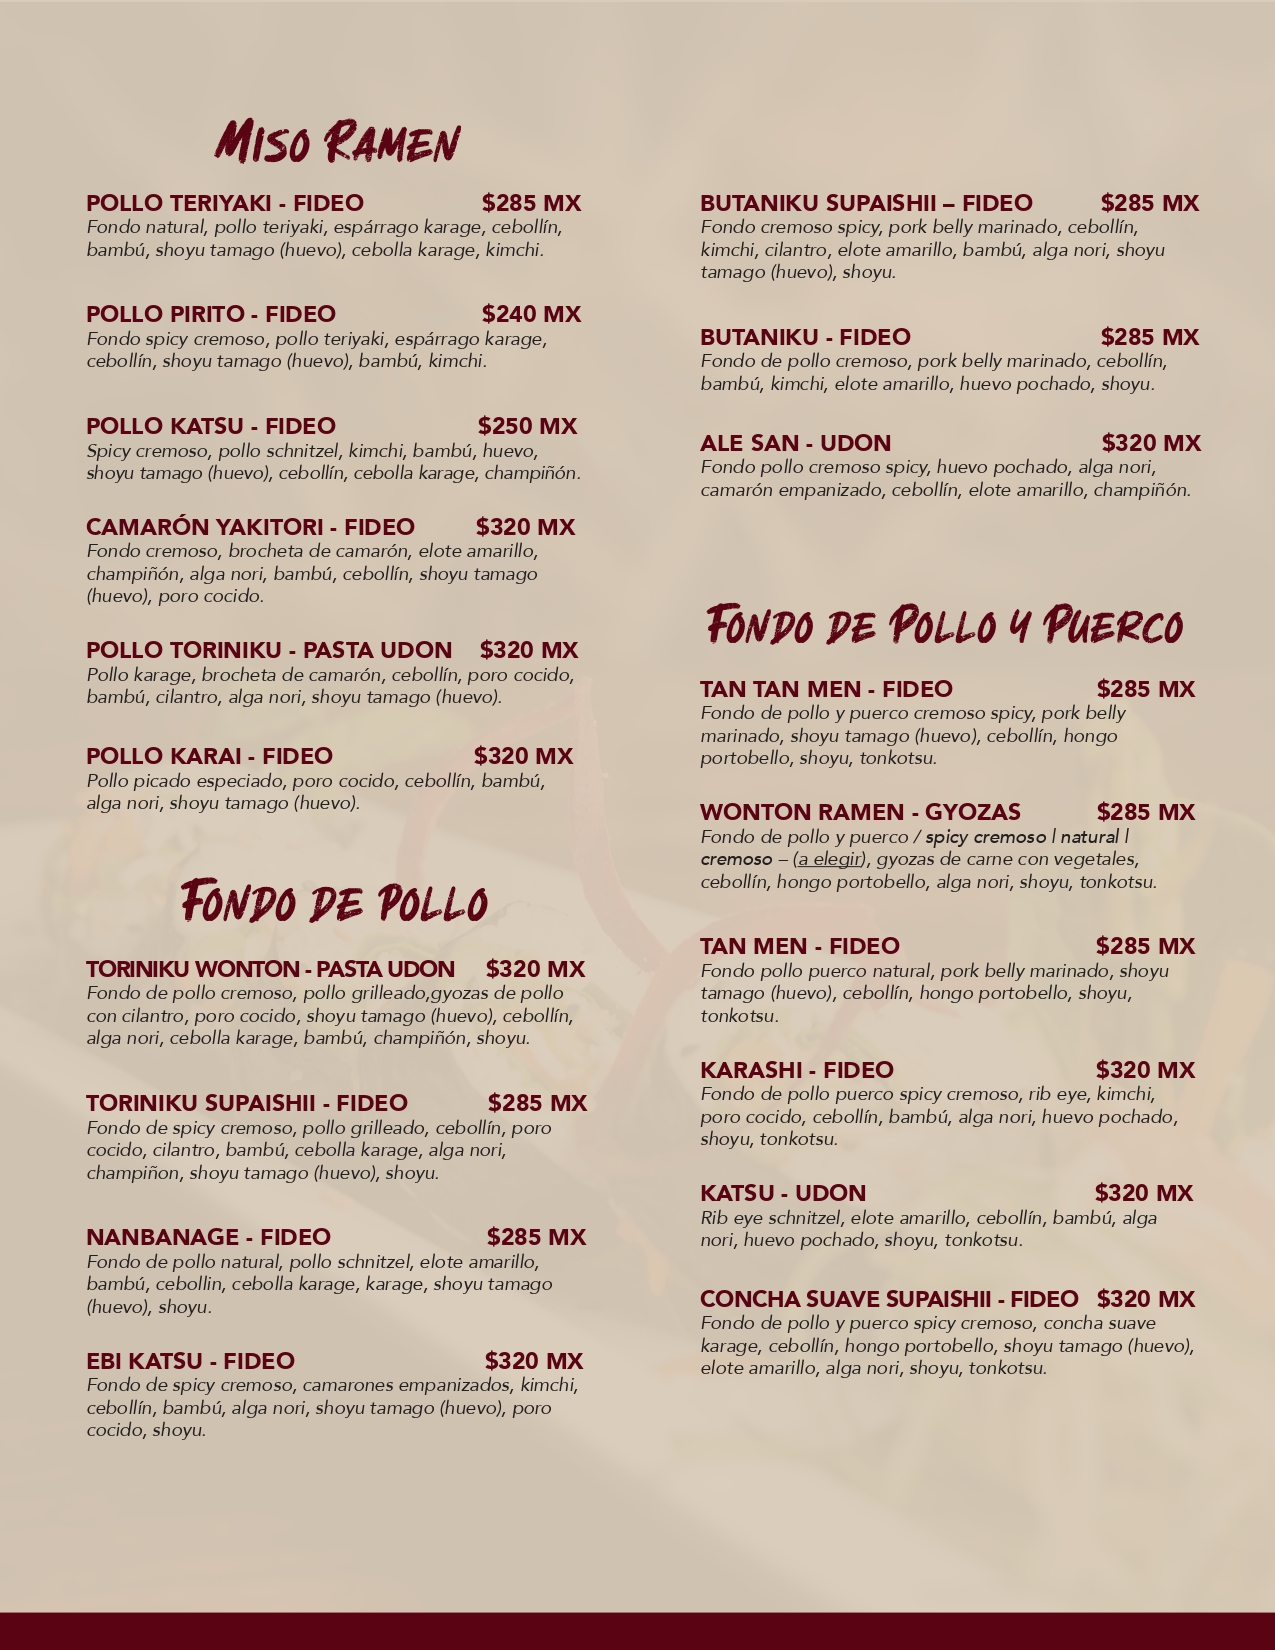 Miso Ramen
POLLO TERIYAKI - FIDEO $285 MX
Fondo natural, pollo teriyaki, espárrago karage, cebollín,
bambú, shoyu tamago (huevo), cebolla karage, kimchi.
POLLO PIRITO - FIDEO $240 MX
Fondo spicy cremoso, pollo teriyaki, espárrago karage,
cebollín, shoyu tamago (huevo), bambú, kimchi.
POLLO KATSU - FIDEO $250 MX
Spicy cremoso, pollo schnitzel, kimchi, bambú, huevo,
shoyu tamago (huevo), cebollín, cebolla karage, champiñón.
CAMARÓN YAKITORI - FIDEO $320 MX
Fondo cremoso, brocheta de camarón, elote amarillo,
champiñón, alga nori, bambú, cebollín, shoyu tamago
(huevo), poro cocido.
POLLO TORINIKU - PASTA UDON $320 MX
Pollo karage, brocheta de camarón, cebollín, poro cocido,
bambú, cilantro, alga nori, shoyu tamago (huevo).
POLLO KARAI - FIDEO $320 MX
Pollo picado especiado, poro cocido, cebollín, bambú,
alga nori, shoyu tamago (huevo).
Fondo de pollo
TORINIKU WONTON - PASTA UDON $320 MX
Fondo de pollo cremoso, pollo grilleado,gyozas de pollo
con cilantro, poro cocido, shoyu tamago (huevo), cebollín,
alga nori, cebolla karage, bambú, champiñón, shoyu.
TORINIKU SUPAISHII - FIDEO $285 MX
Fondo de spicy cremoso, pollo grilleado, cebollín, poro
cocido, cilantro, bambú, cebolla karage, alga nori,
champiñon, shoyu tamago (huevo), shoyu.
NANBANAGE - FIDEO $285 MX
Fondo de pollo natural, pollo schnitzel, elote amarillo,
bambú, cebollin, cebolla karage, karage, shoyu tamago
(huevo), shoyu.
EBI KATSU - FIDEO $320 MX
Fondo de spicy cremoso, camarones empanizados, kimchi,
cebollín, bambú, alga nori, shoyu tamago (huevo), poro
cocido, shoyu.
BUTANIKU SUPAISHII – FIDEO $285 MX
Fondo cremoso spicy, pork belly marinado, cebollín,
kimchi, cilantro, elote amarillo, bambú, alga nori, shoyu
tamago (huevo), shoyu.
BUTANIKU - FIDEO $285 MX
Fondo de pollo cremoso, pork belly marinado, cebollín,
bambú, kimchi, elote amarillo, huevo pochado, shoyu.
ALE SAN - UDON $320 MX
Fondo pollo cremoso spicy, huevo pochado, alga nori,
camarón empanizado, cebollín, elote amarillo, champiñón.
Fondo de Pollo y Puerco
TAN TAN MEN - FIDEO $285 MX
Fondo de pollo y puerco cremoso spicy, pork belly
marinado, shoyu tamago (huevo), cebollín, hongo
portobello, shoyu, tonkotsu.
WONTON RAMEN - GYOZAS $285 MX
Fondo de pollo y puerco / spicy cremoso | natural |
cremoso – (a elegir), gyozas de carne con vegetales,
cebollín, hongo portobello, alga nori, shoyu, tonkotsu.
TAN MEN - FIDEO $285 MX
Fondo pollo puerco natural, pork belly marinado, shoyu
tamago (huevo), cebollín, hongo portobello, shoyu,
tonkotsu.
KARASHI - FIDEO $320 MX
Fondo de pollo puerco spicy cremoso, rib eye, kimchi,
poro cocido, cebollín, bambú, alga nori, huevo pochado,
shoyu, tonkotsu.
KATSU - UDON $320 MX
Rib eye schnitzel, elote amarillo, cebollín, bambú, alga
nori, huevo pochado, shoyu, tonkotsu.
CONCHA SUAVE SUPAISHII - FIDEO $320 MX
Fondo de pollo y puerco spicy cremoso, concha suave
karage, cebollín, hongo portobello, shoyu tamago (huevo),
elote amarillo, alga nori, shoyu, tonkotsu.